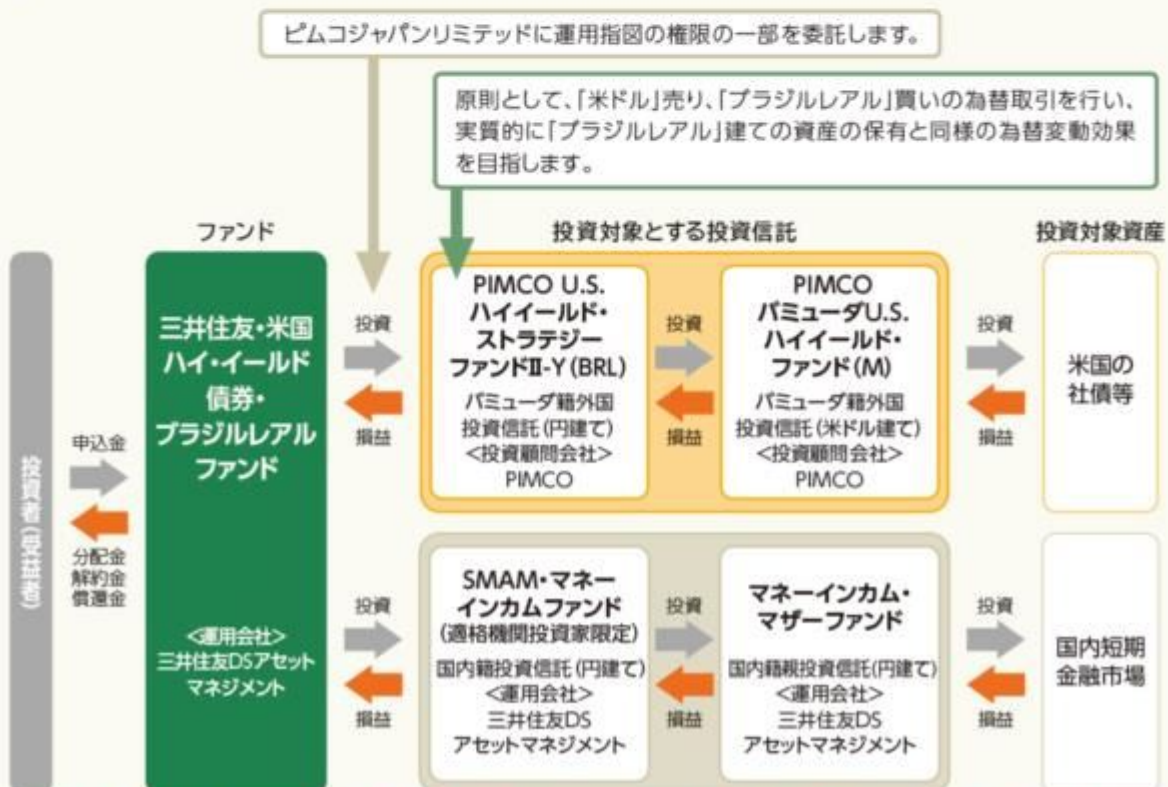 ピムコジャパンリミテッドに運用指図の権限の一部を委託します。
原則として、「米ドル」売り、「ブラジルレアル」買いの為替取引を行い、
実質的に「ブラジルレアル」建ての資産の保有と同様の為替変動効果
を目指します。
ファンド
投資対象とする投資信託
投資対象資産
投資者(受益者)
申込金
分配金
解約金
償還金
三井住友・米国
ハイ・イールド
債券・
ブラジルレアル
ファンド
<運用会社>
三井住友DSアセット
マネジメント
投資
損益
PIMCO U.S.
ハイイールド・
ストラテジー
ファンドⅡ-Y(BRL)
バミューダ籍外国
投資信託(円建て)
<投資顧問会社>
PIMCO
投資
損益
PIMCO
バミューダU.S.
ハイイールド・
ファンド(M)
バミューダ籍外国
投資信託(米ドル建て)
<投資顧問会社>
PIMCO
投資
損益
米国の
社債等
投資
損益
SMAM・マネー
インカムファンド
(適格機関投資家限定)
国内籍投資信託(円建て)
<運用会社>
三井住友DS
アセットマネジメント
投資
損益
マネーインカム・
マザーファンド
国内籍親投資信託(円建て)
<運用会社>
三井住友DS
アセットマネジメント
投資
損益
国内短期
金融市場